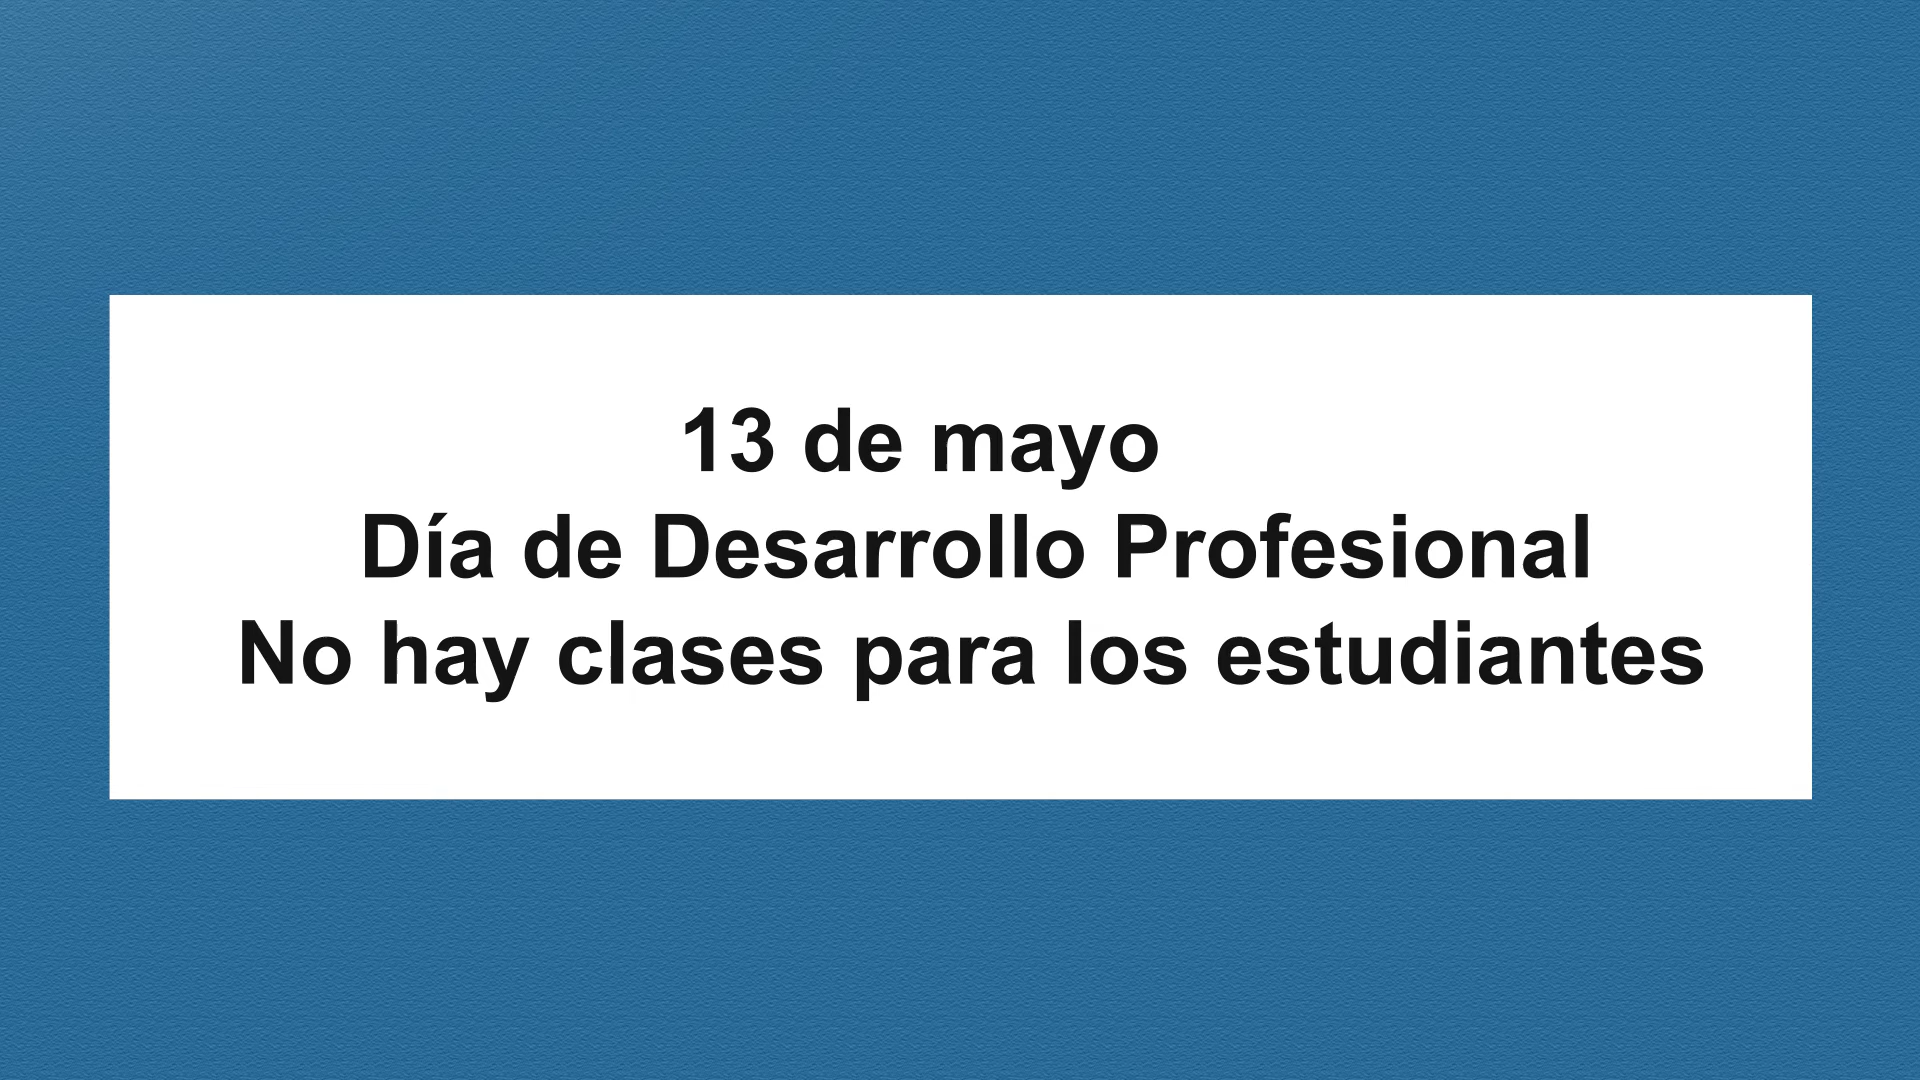 13 de mayo
Día de Desarrollo Profesional
No hay clases para los estudiantes